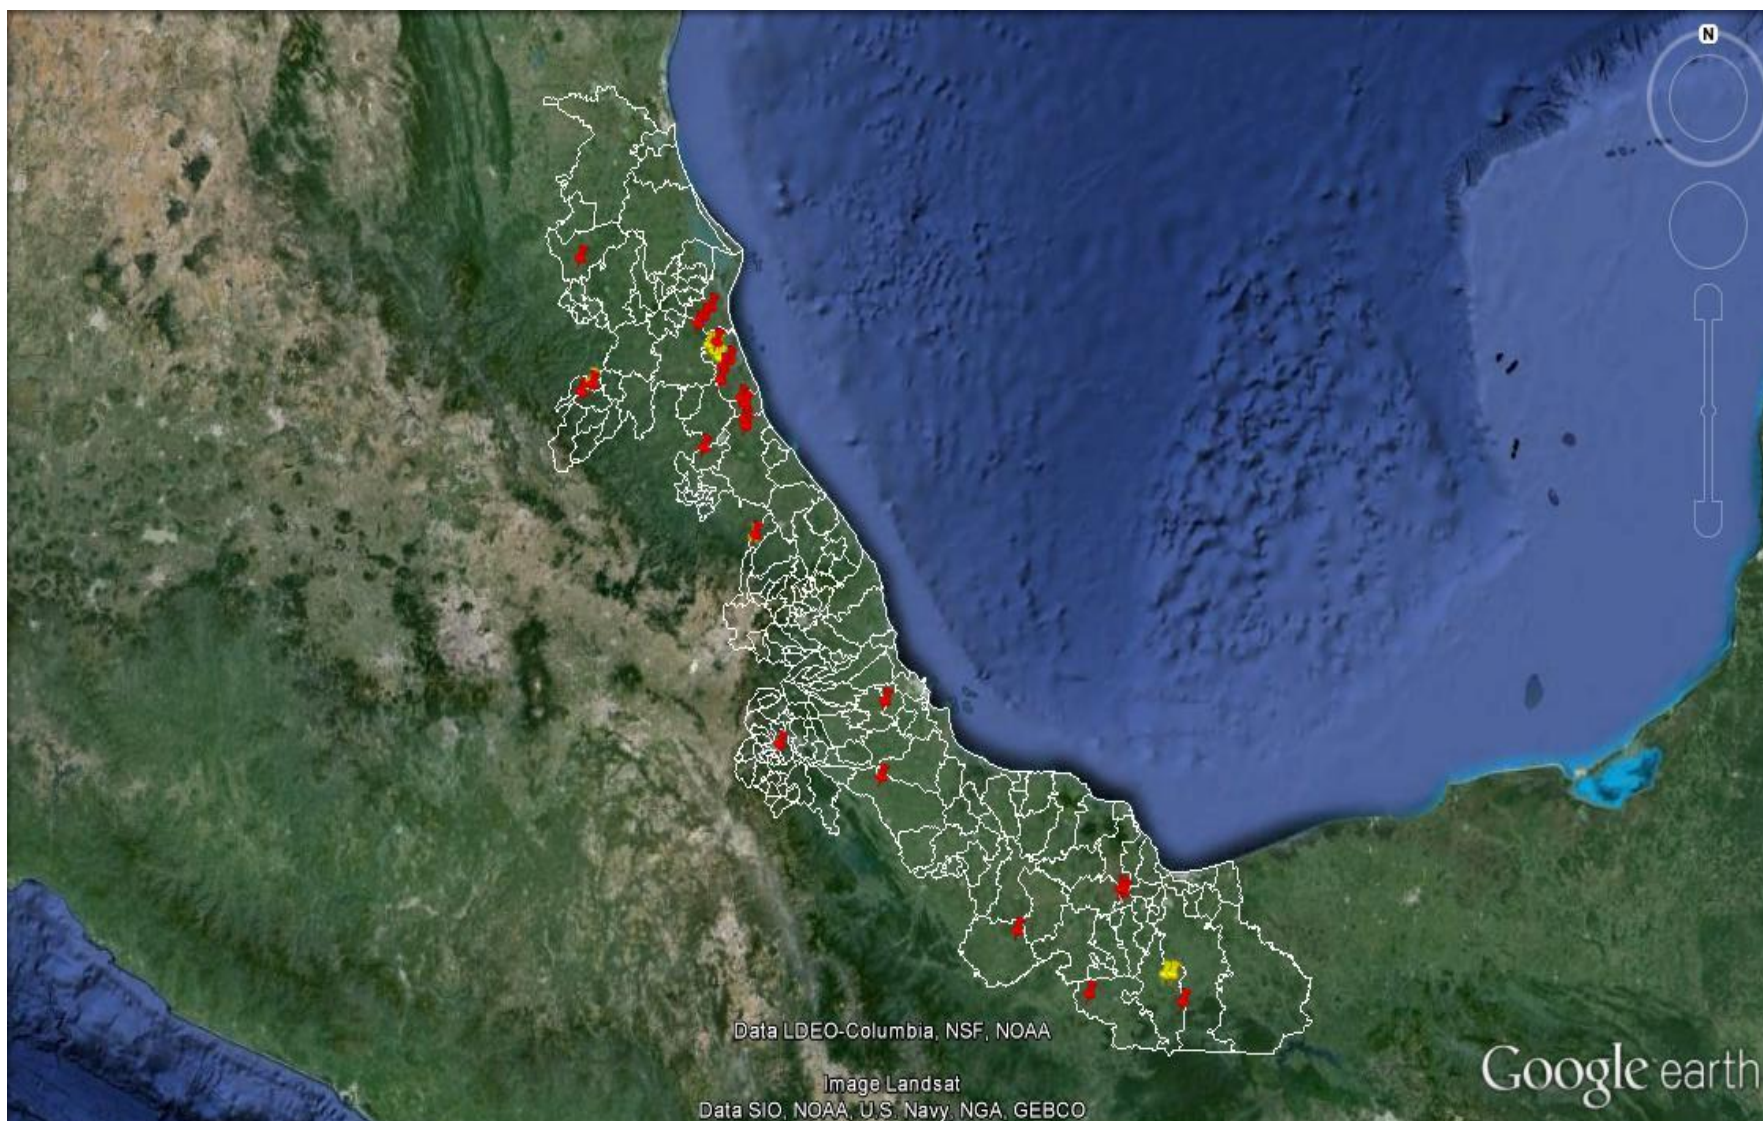 N
Data LDEO-Columbia, NSF, NOAA
Image Landsat
Data SIO, NOAA, U.S. Navy, NGA, GEBCO
Google earth